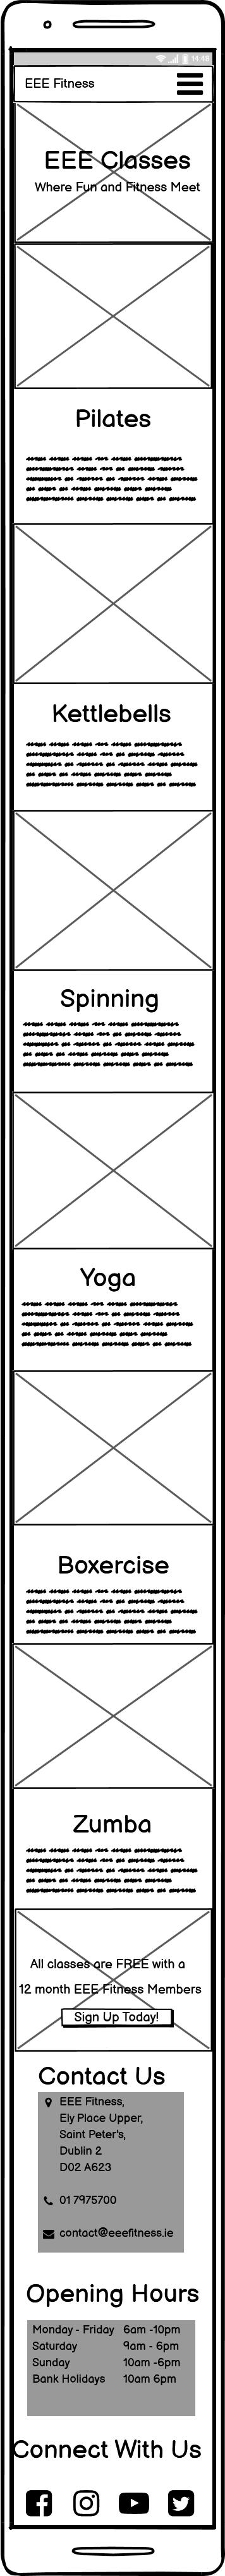 14:48
EEE Fitness
EEE Classes
Where Fun and Fitness Meet
Pilates
Kettlebells
Spinning
Yoga
Boxercise
Zumba
All classes are FREE with a
12 month EEE Fitness Members
Sign Up Today!
Contact Us
EEE Fitness,
Ely Place Upper,
Saint Peter's,
Dublin 2
D02 A623
01 7975700
contact@eeefitness.ie
Opening Hours
Monday - Friday 6am -10pm
Saturday 9am - 6pm
Sunday 10am -6pm
Bank Holidays 10am 6pm
Connect With Us